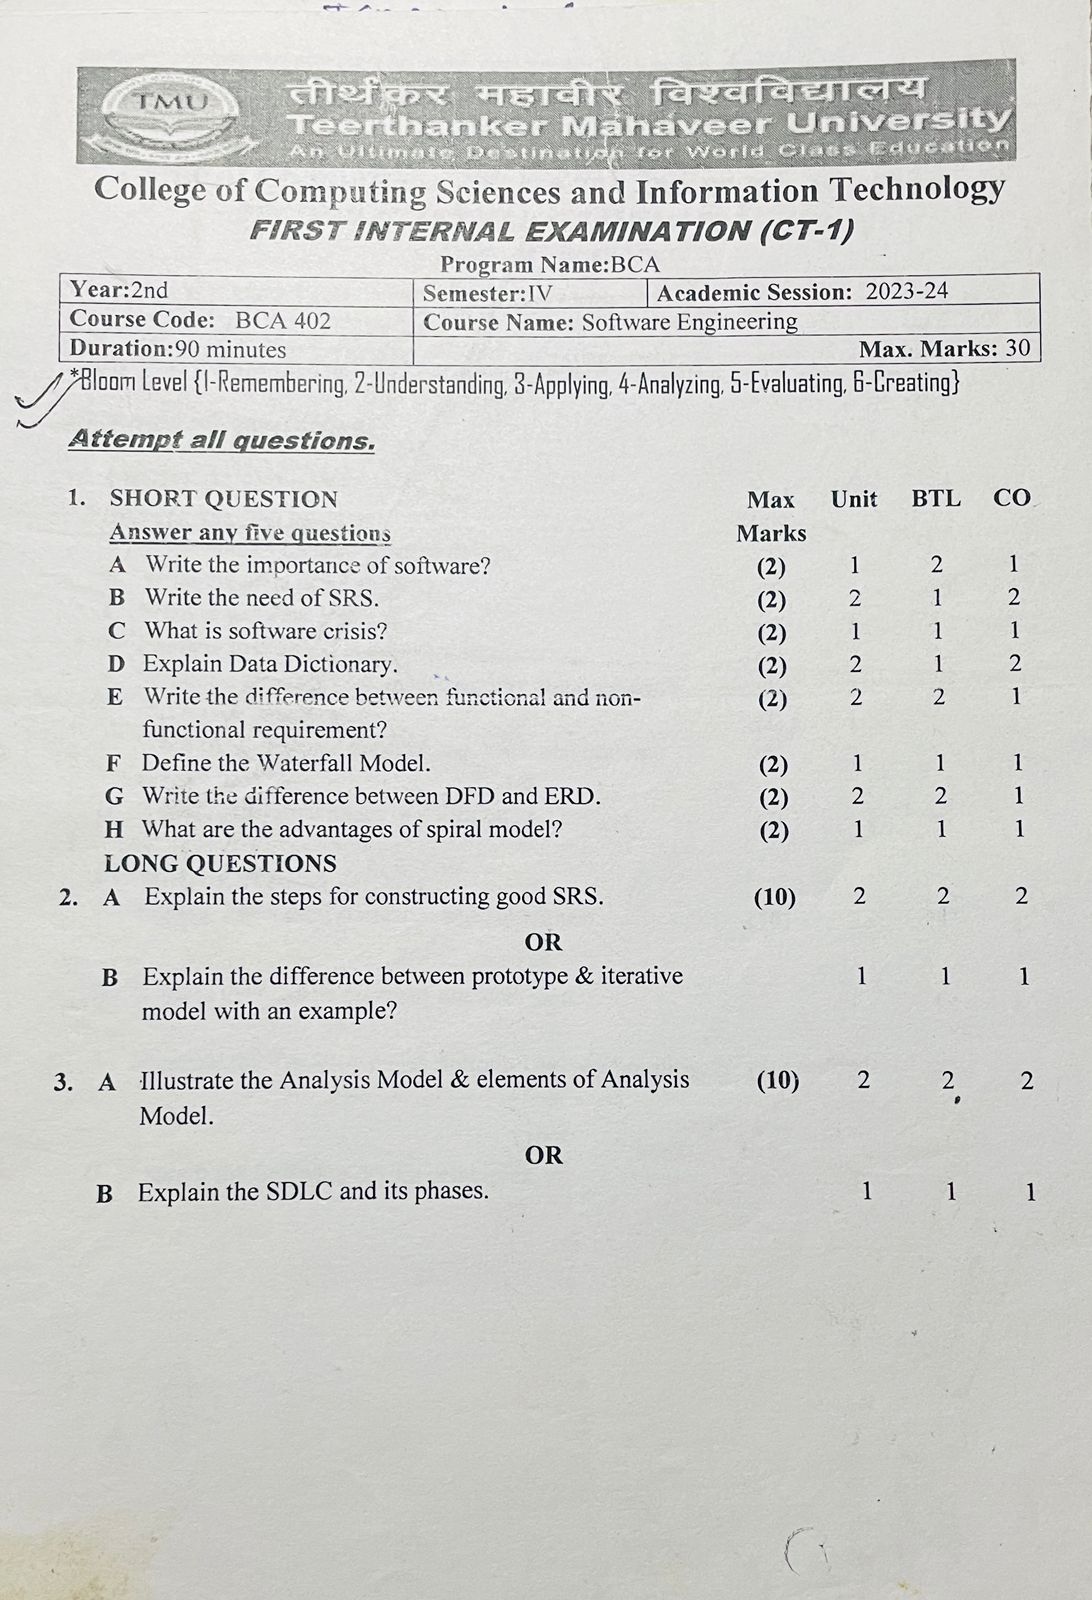 TMU
तीर्थंकर महावीर विश्वविद्यालय
Teerthanker Mahaveer University
An Ultimate Destination for World Class Education
College of Computing Sciences and Information Technology
FIRST INTERNAL EXAMINATION (CT-1)
Program Name:BCA
Year:2nd Semester:IV Academic Session: 2023-24
Course Code: BCA 402 Course Name: Software Engineering
Duration:90 minutes Max. Marks: 30
*Bloom Level {1-Remembering, 2-Understanding, 3-Applying, 4-Analyzing, 5-Evaluating, 6-Creating}
Attempt all questions.
1. SHORT QUESTION Max Unit BTL CO
Answer any five questions Marks
A Write the importance of software? (2) 1 2 1
B Write the need of SRS. (2) 2 1 2
C What is software crisis? (2) 1 1 1
D Explain Data Dictionary. (2) 2 1 2
E Write the difference between functional and non- (2) 2 2 1
functional requirement?
F Define the Waterfall Model. (2) 1 1 1
G Write the difference between DFD and ERD. (2) 2 2 1
H What are the advantages of spiral model? (2) 1 1 1
LONG QUESTIONS
2. A Explain the steps for constructing good SRS. (10) 2 2 2
OR
B Explain the difference between prototype & iterative 1 1 1
model with an example?
3. A Illustrate the Analysis Model & elements of Analysis (10) 2 2 2
Model.
OR
B Explain the SDLC and its phases. 1 1 1